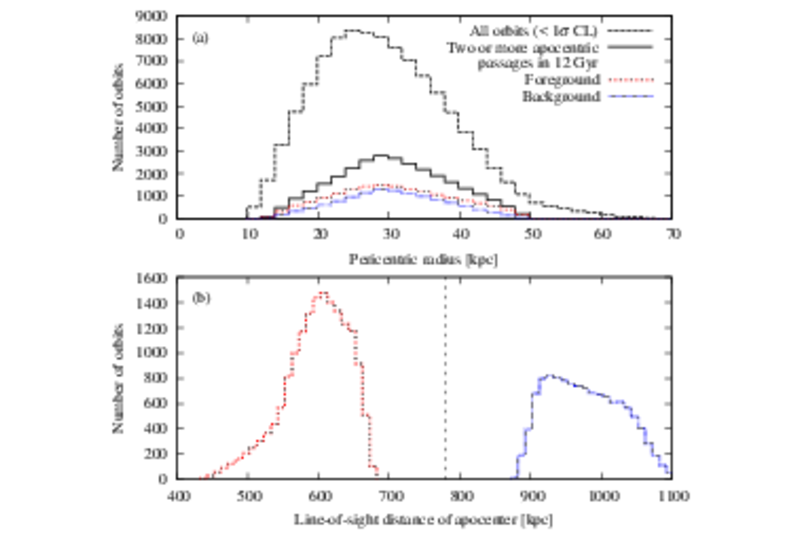 9000
8000
7000
6000
5000
4000
3000
2000
1000
0
Number of orbits
(a)
All orbits (< 1σ CL)
Two or more apocentric
passages in 12 Gyr
Foreground
Background
0 10 20 30 40 50 60 70
Pericentric radius [kpc]
1600
1400
1200
1000
800
600
400
200
0
Number of orbits
(b)
400 500 600 700 800 900 1000 1100
Line-of-sight distance of apocenter [kpc]